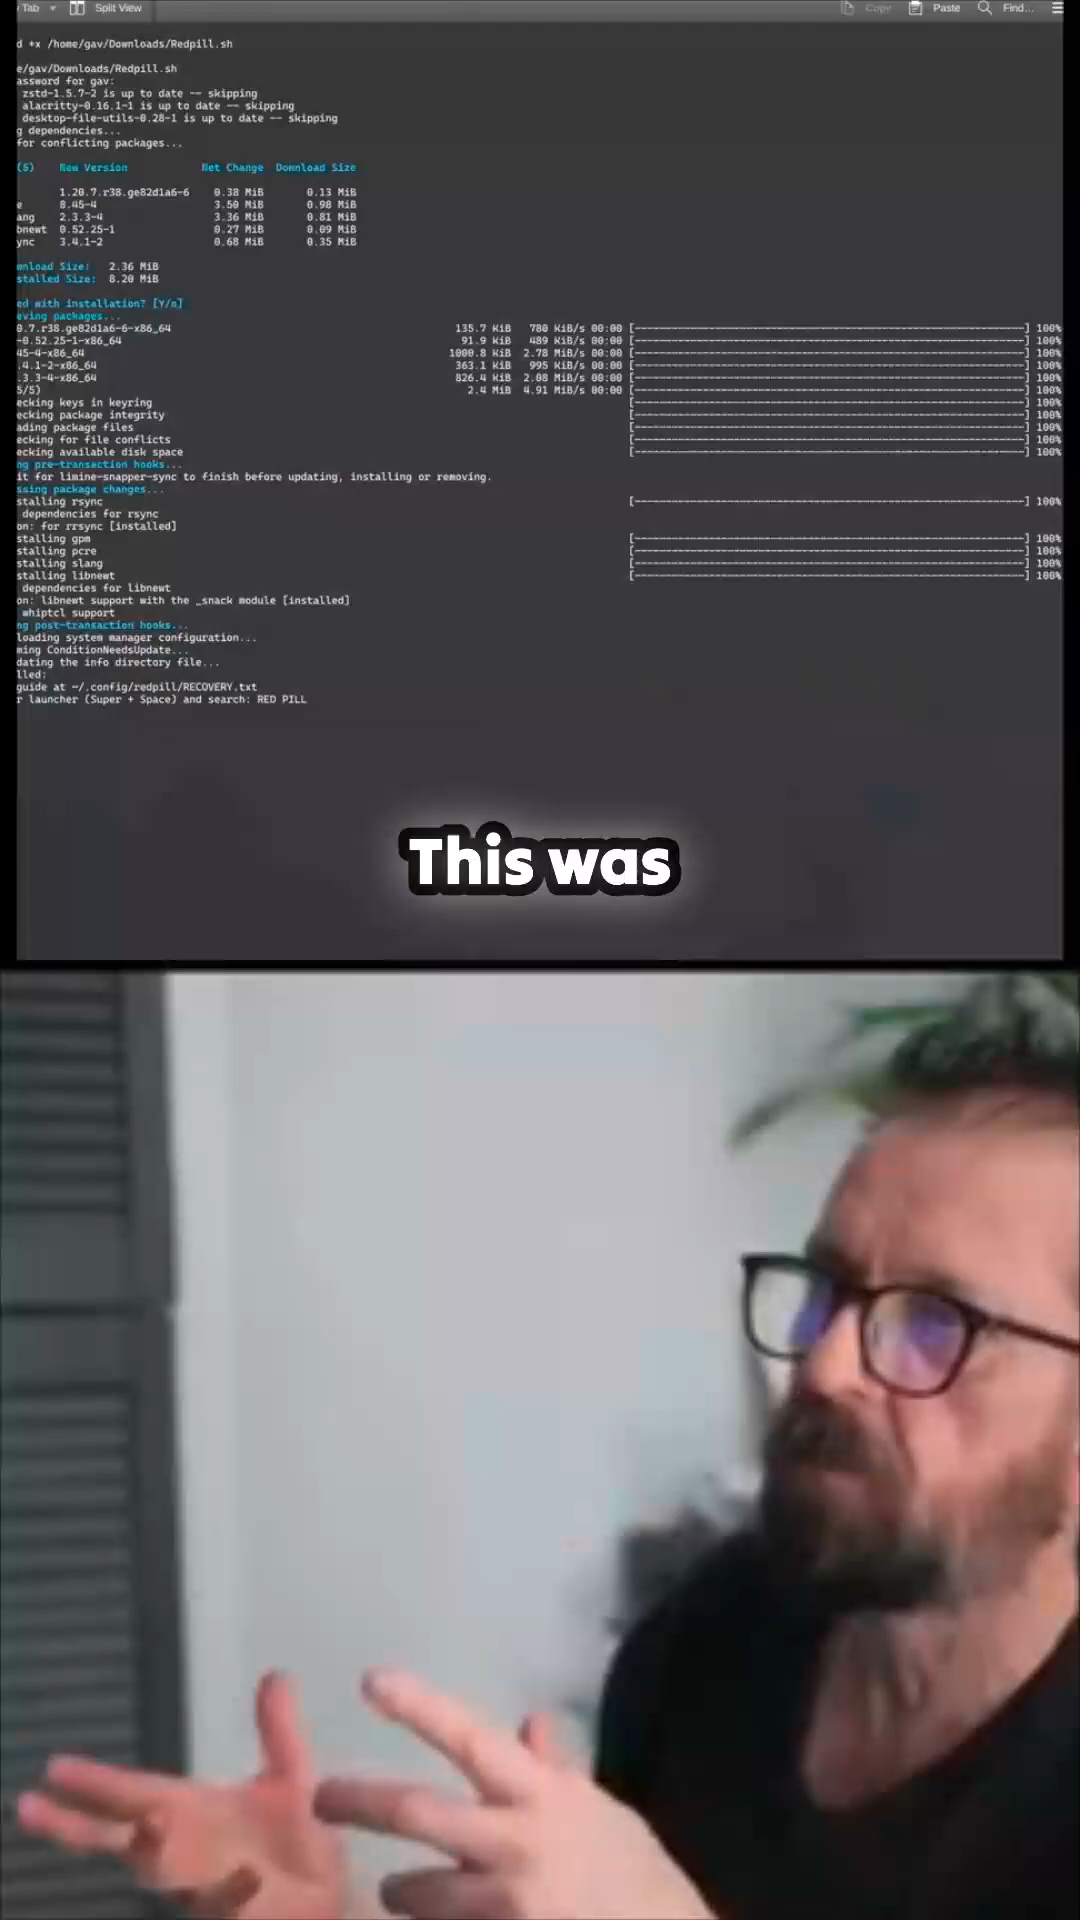 Tab Split View Copy Paste Find...
d +x /home/gav/Downloads/Redpill.sh
e/gav/Downloads/Redpill.sh
assword for gav:
zstd-1.5.7-2 is up to date -- skipping
alacritty-0.16.1-1 is up to date -- skipping
desktop-file-utils-0.28-1 is up to date -- skipping
g dependencies...
for conflicting packages...
(5) New Version Net Change Download Size
1.20.7.r38.ge82d1a6-6 0.38 MiB 0.13 MiB
e 8.45-4 3.50 MiB 0.98 MiB
ang 2.3.3-4 3.36 MiB 0.81 MiB
bnewt 0.52.25-1 0.27 MiB 0.09 MiB
ync 3.4.1-2 0.68 MiB 0.35 MiB
wnload Size: 2.36 MiB
stalled Size: 8.20 MiB
ed with installation? [Y/n]
eving packages...
0.7.r38.ge82d1a6-6-x86_64 135.7 KiB 780 KiB/s 00:00 [------] 100%
-0.52.25-1-x86_64 91.9 KiB 489 KiB/s 00:00 [------] 100%
45-4-x86_64 1000.8 KiB 2.78 MiB/s 00:00 [------] 100%
.4.1-2-x86_64 363.1 KiB 995 KiB/s 00:00 [------] 100%
.3.3-4-x86_64 826.4 KiB 2.08 MiB/s 00:00 [------] 100%
5/5) 2.4 MiB 4.91 MiB/s 00:00 [------] 100%
ecking keys in keyring [------] 100%
ecking package integrity [------] 100%
ading package files [------] 100%
ecking for file conflicts [------] 100%
ecking available disk space [------] 100%
ng pre-transaction hooks...
it for limine-snapper-sync to finish before updating, installing or removing.
ssing package changes...
stalling rsync [------] 100%
dependencies for rsync
on: for rrsync [installed]
stalling gpm [------] 100%
stalling pcre [------] 100%
stalling slang [------] 100%
stalling libnewt [------] 100%
dependencies for libnewt
on: libnewt support with the _snack module [installed]
whiptcl support
ng post-transaction hooks...
loading system manager configuration...
ming ConditionNeedsUpdate...
dating the info directory file...
lled:
guide at ~/.config/redpill/RECOVERY.txt
r launcher (Super + Space) and search: RED PILL
This was